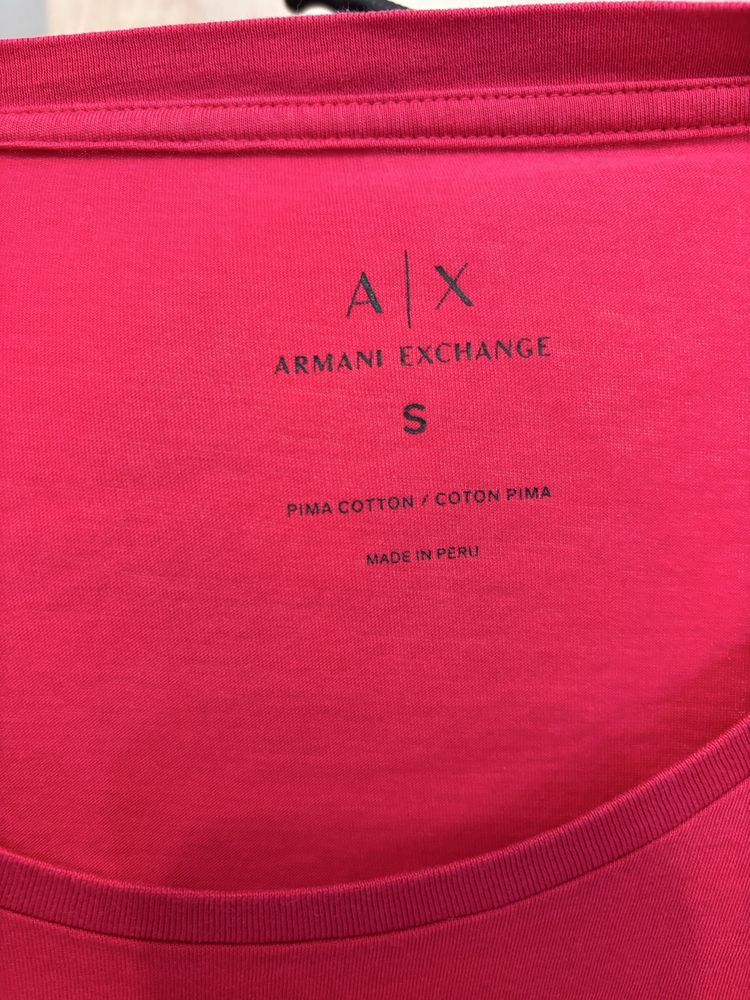 A|X
ARMANI EXCHANGE
S
PIMA COTTON / COTON PIMA
MADE IN PERU